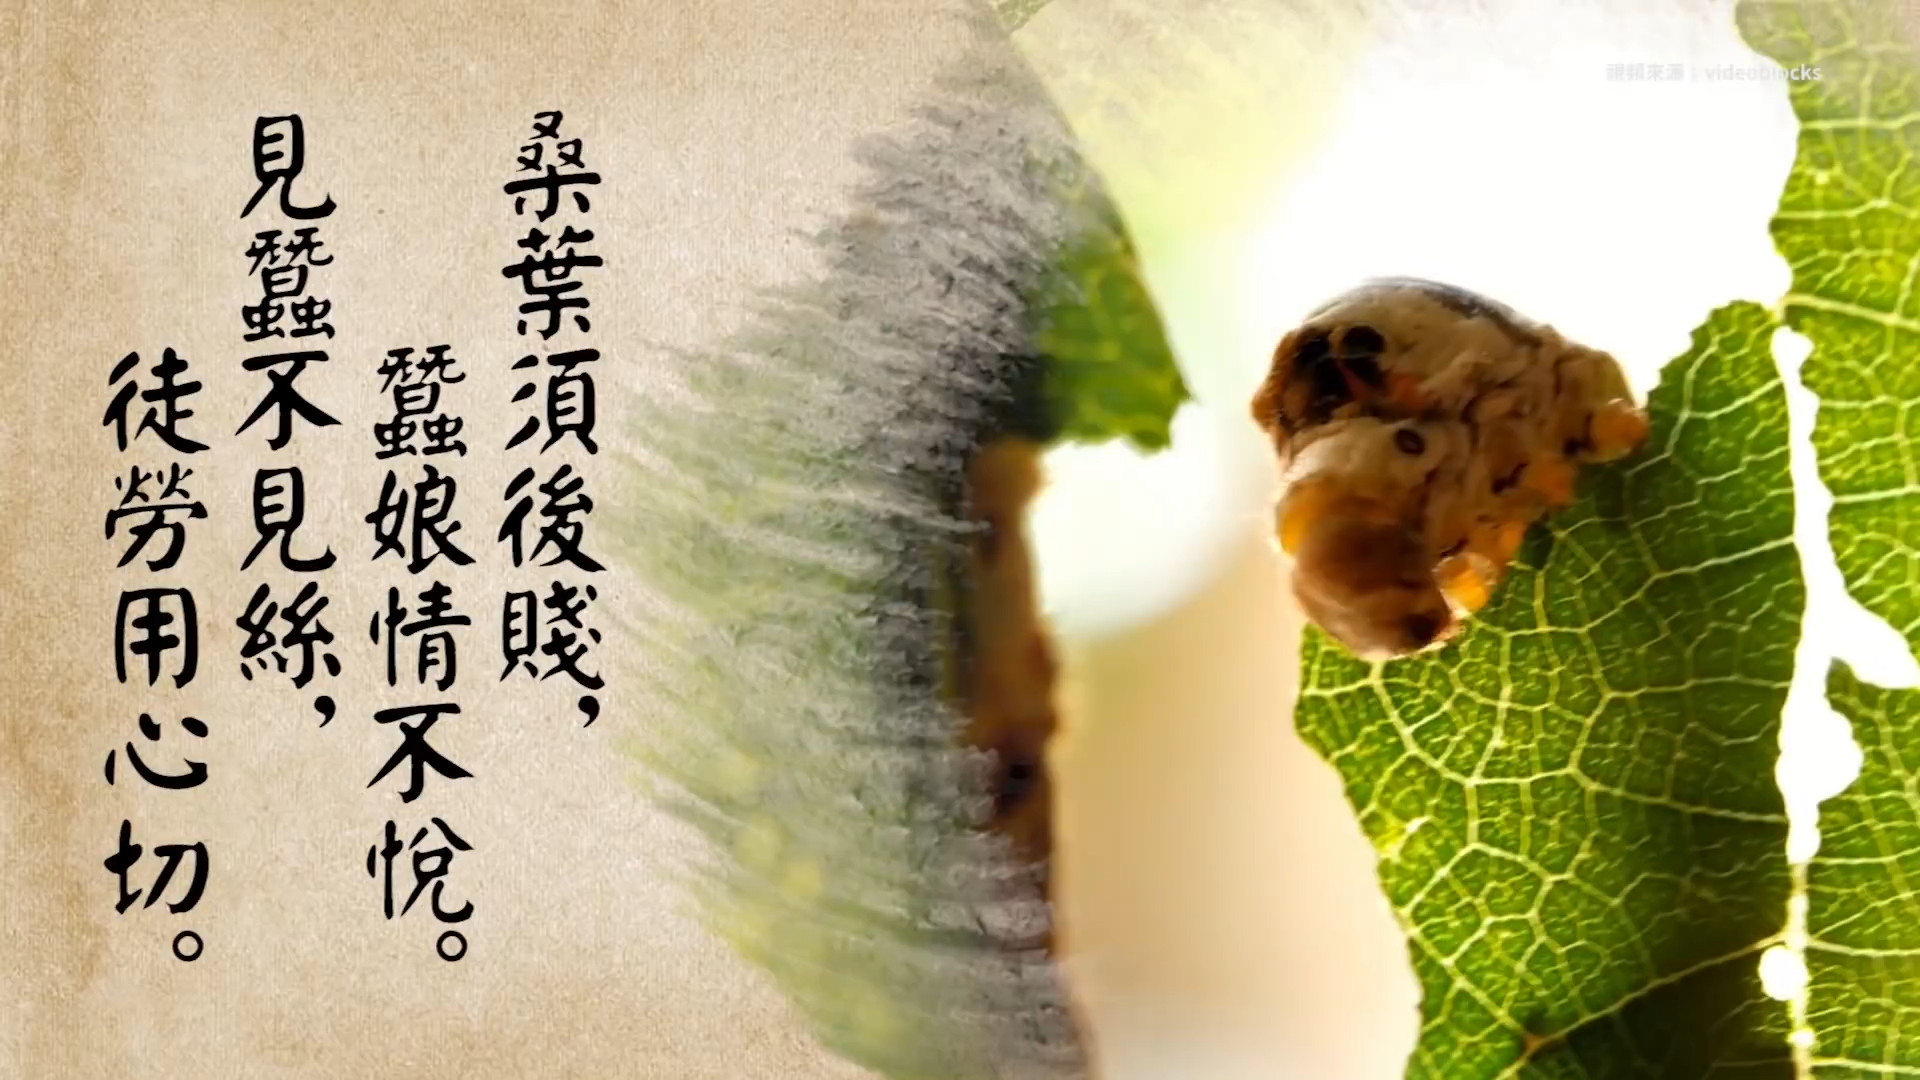 桑葉須後賤，
蠶娘情不悅。
見蠶不見絲，
徒勞用心切。
視頻來源：videoblocks